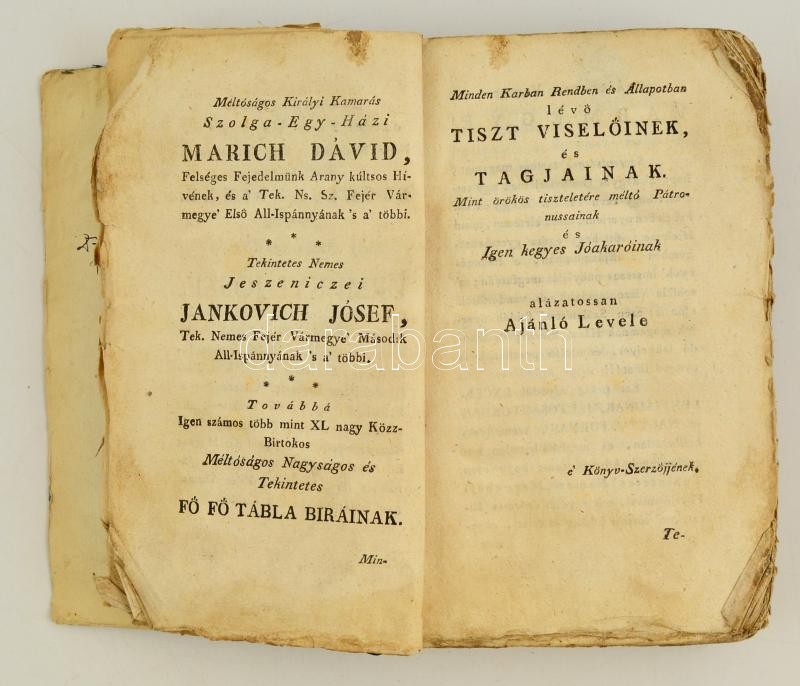 Méltóságos Királyi Kamarás
Szolga-Egy-Házi
MARICH DÁVID,
Felséges Fejedelmünk Arany kúltsos Hí-
vének, és a' Tek. Ns. Sz. Fejér Vár-
megye' Elsö All-Ispánnyának 's a' többi.
* * *
Tekintetes Nemes
Jeszeniczei
JANKOVICH JÓSEF,
Tek. Nemes Fejér Vármegye' Második
All-Ispánnyának 's a' többi.
* * *
Továbbá
Igen számos több mint XL nagy Közz-
Birtokos
Méltóságos Nagyságos és
Tekintetes
FŐ FŐ TÁBLA BIRÁINAK.
Min-
Minden Karban Rendben és Állapotban
lévö
TISZT VISELŐINEK,
és
TAGJAINAK.
Mint örökös tiszteletére méltó Pátro-
nussainak
és
Igen kegyes Jóakaróinak
alázatossan
Ajánló Levele
e' Könyv-Szerzöjjének.
Te-
darabanth